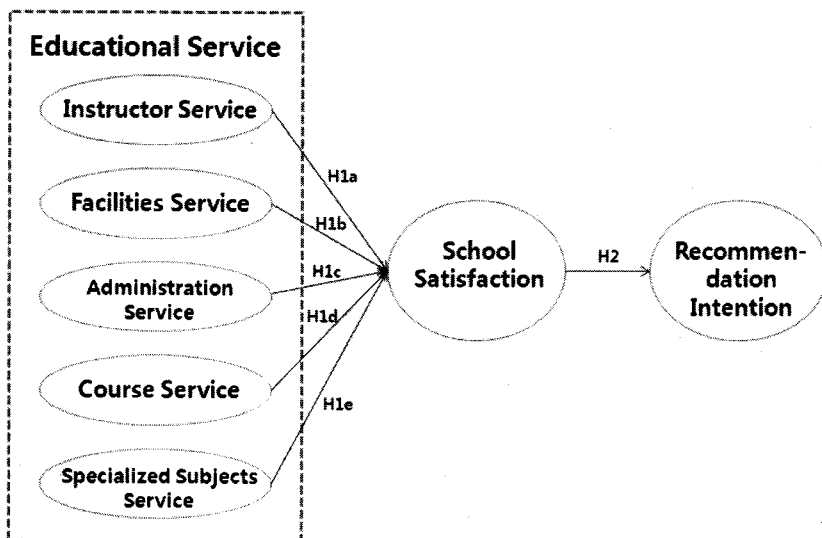 Educational Service
Instructor Service
H1a
Facilities Service
H1b
H1c
Administration
Service
H1d
Course Service
H1e
Specialized Subjects
Service
School
Satisfaction
H2
Recommen-
dation
Intention